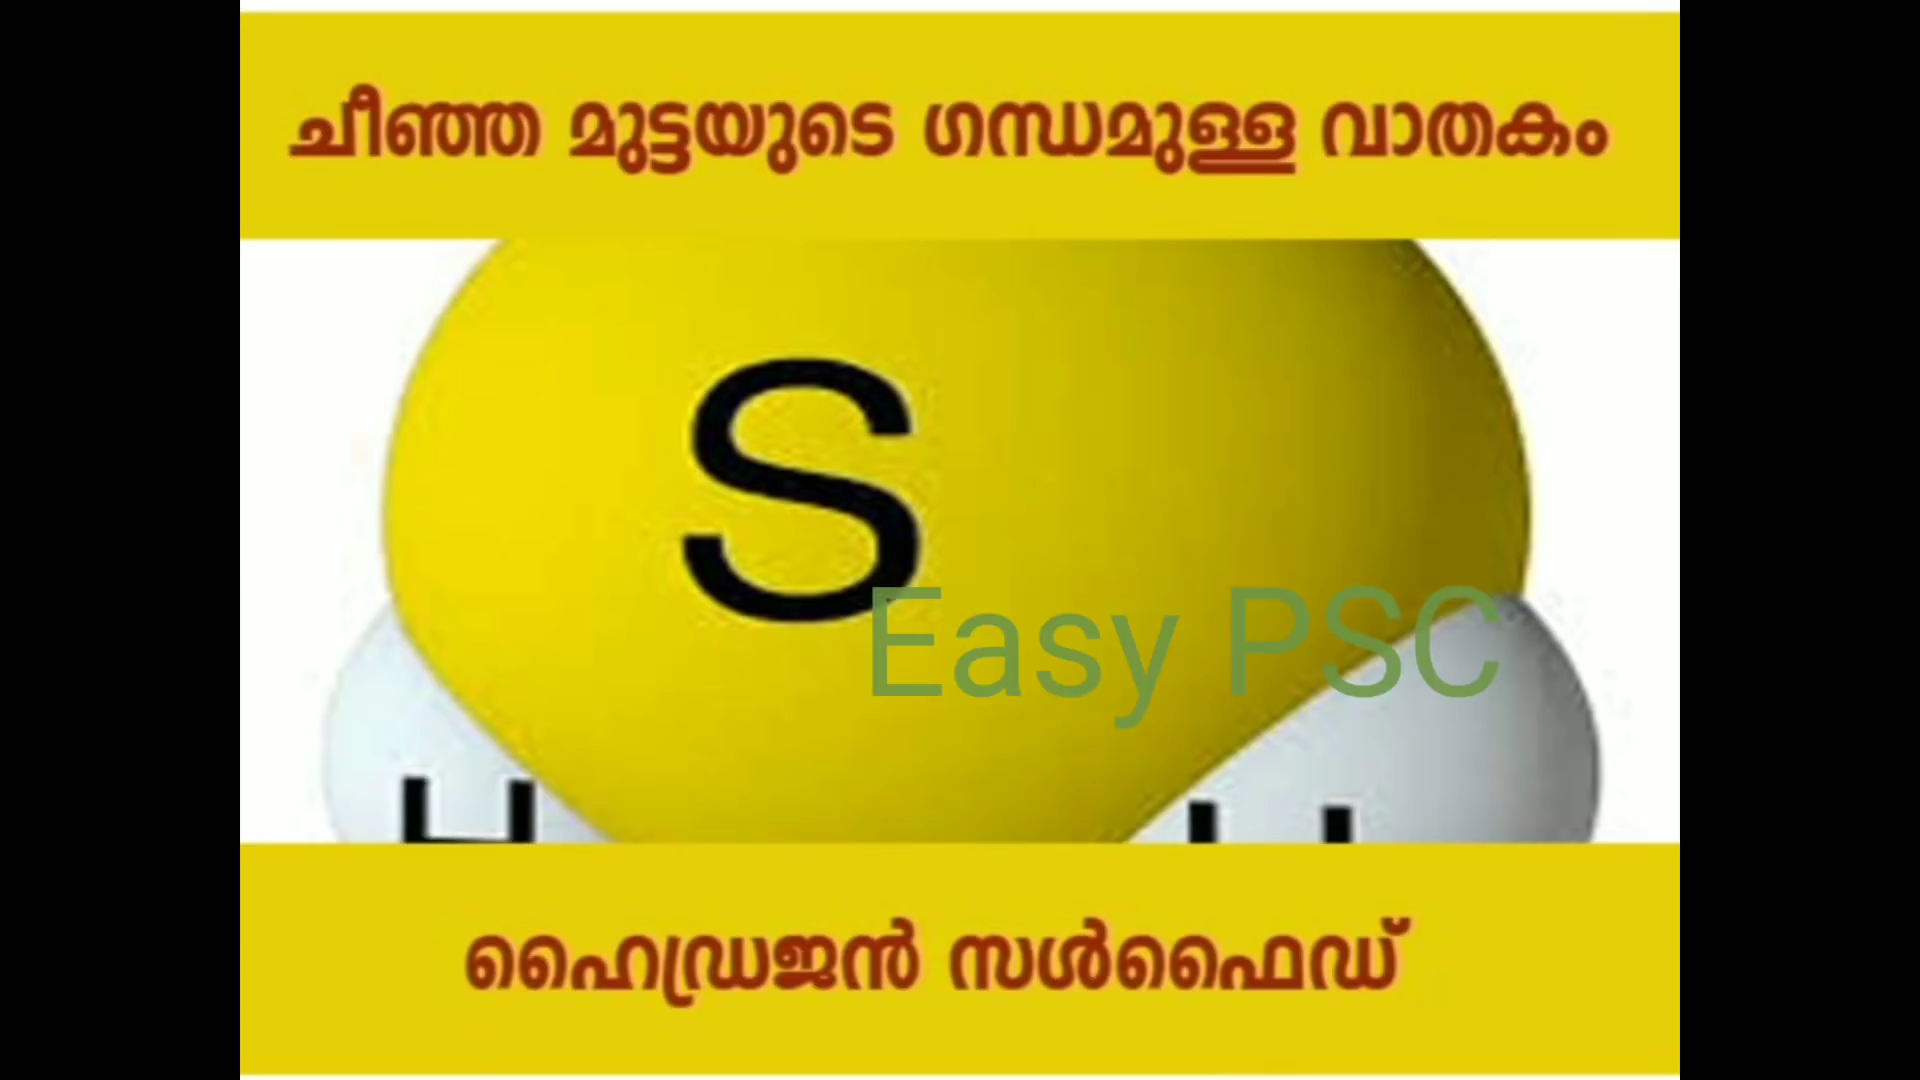 ചീഞ്ഞ മുട്ടയുടെ ഗന്ധമുള്ള വാതകം
S
Easy PSC
H H
ഹൈഡ്രജൻ സൾഫൈഡ്